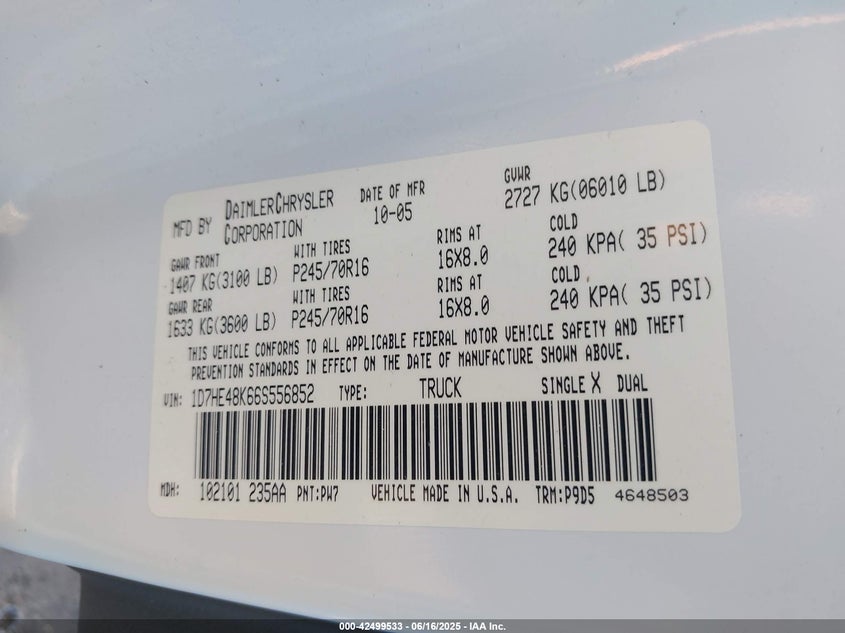 MFD BY DAIMLERCHRYSLER CORPORATION
DATE OF MFR 10-05
GVWR 2727 KG(06010 LB)
GAWR FRONT WITH TIRES RIMS AT COLD
1407 KG(3100 LB) P245/70R16 16X8.0 240 KPA( 35 PSI)
GAWR REAR WITH TIRES RIMS AT COLD
1633 KG(3600 LB) P245/70R16 16X8.0 240 KPA( 35 PSI)
THIS VEHICLE CONFORMS TO ALL APPLICABLE FEDERAL MOTOR VEHICLE SAFETY AND THEFT
PREVENTION STANDARDS IN EFFECT ON THE DATE OF MANUFACTURE SHOWN ABOVE.
VIN: 1D7HE48K66S556852 TYPE: TRUCK SINGLE X DUAL
MDH: 102101 235AA PNT:PW7 VEHICLE MADE IN U.S.A. TRM:P9D5 4648503
000-42499533 - 06/16/2025 - IAA Inc.